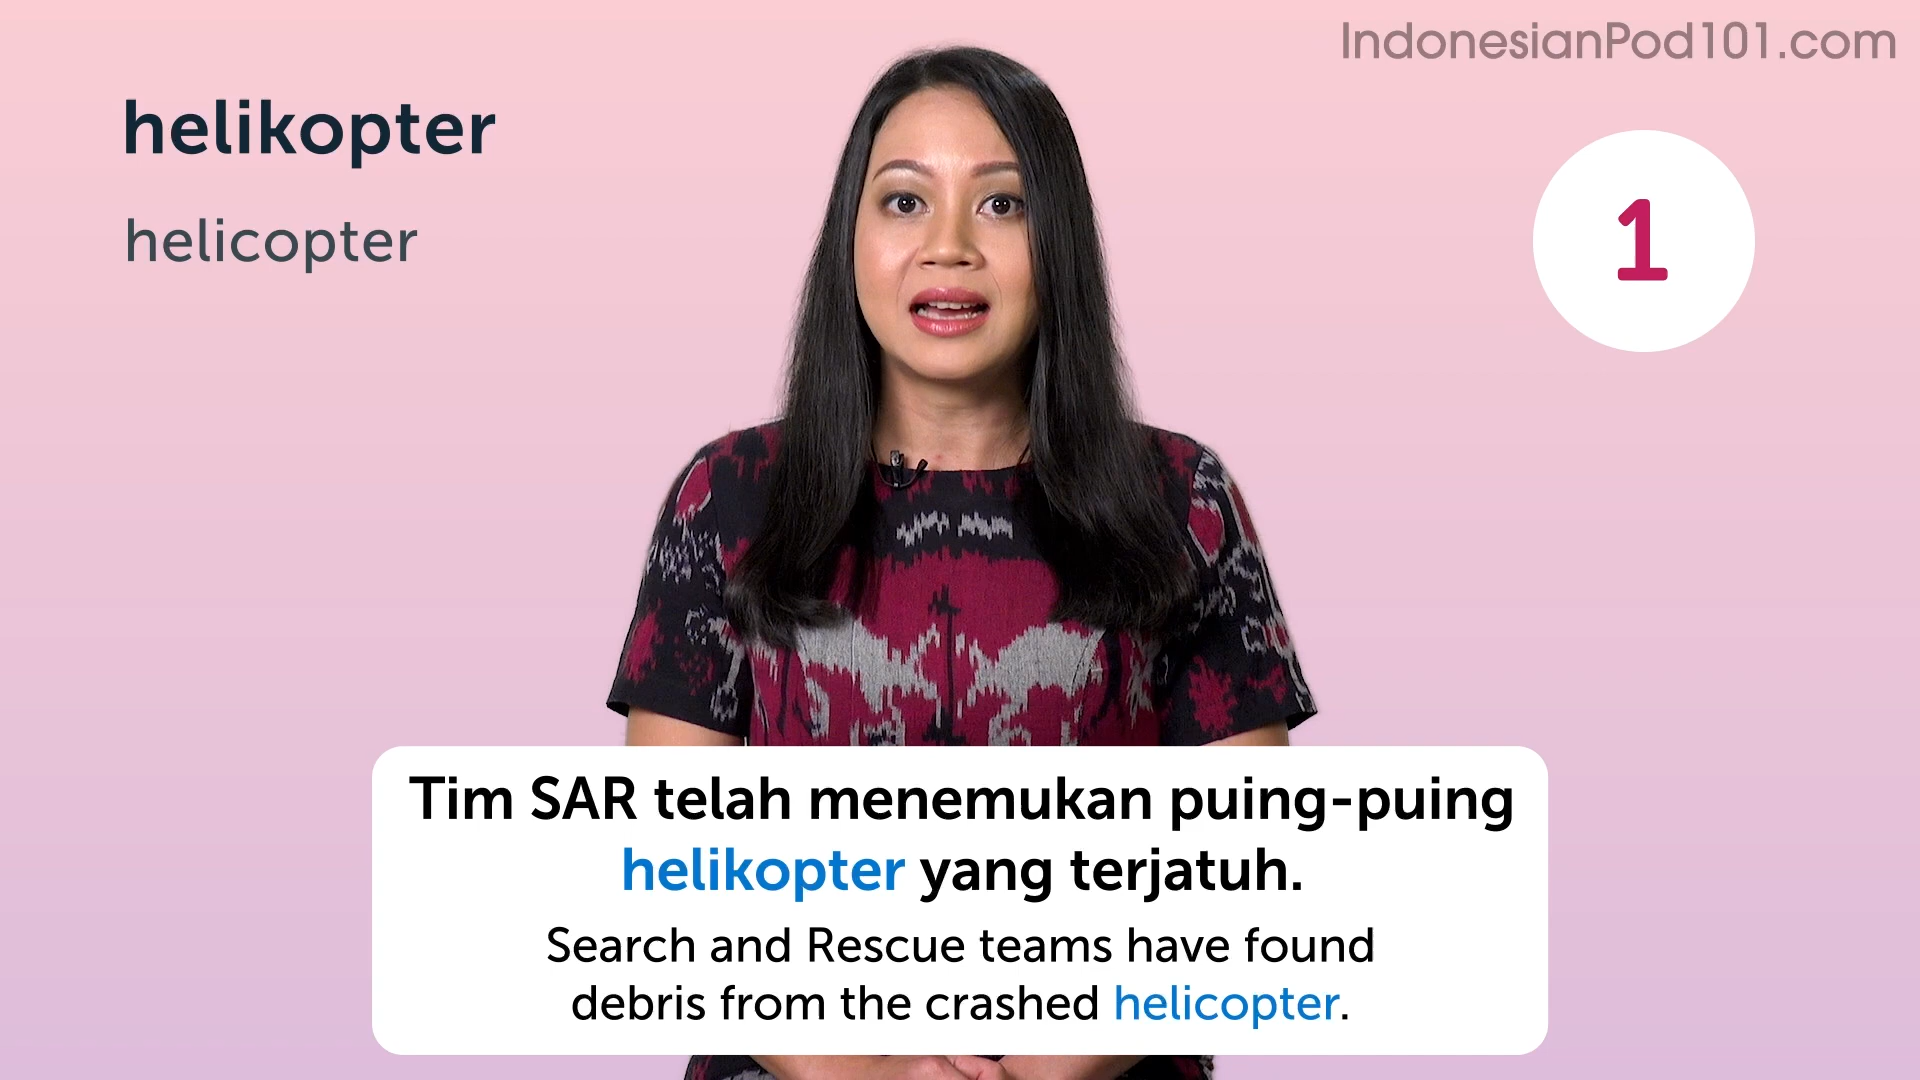 IndonesianPod101.com
helikopter
helicopter
1
Tim SAR telah menemukan puing-puing
helikopter yang terjatuh.
Search and Rescue teams have found
debris from the crashed helicopter.